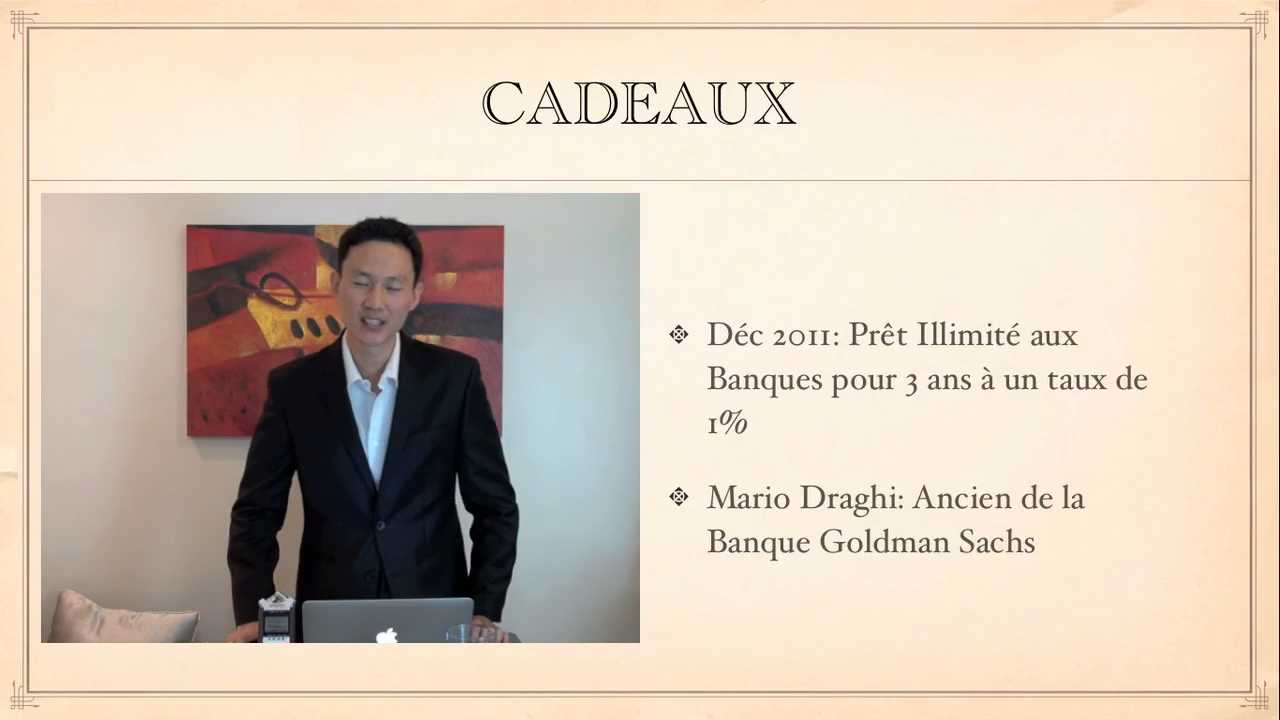 CADEAUX
Déc 2011: Prêt Illimité aux
Banques pour 3 ans à un taux de
1%
Mario Draghi: Ancien de la
Banque Goldman Sachs